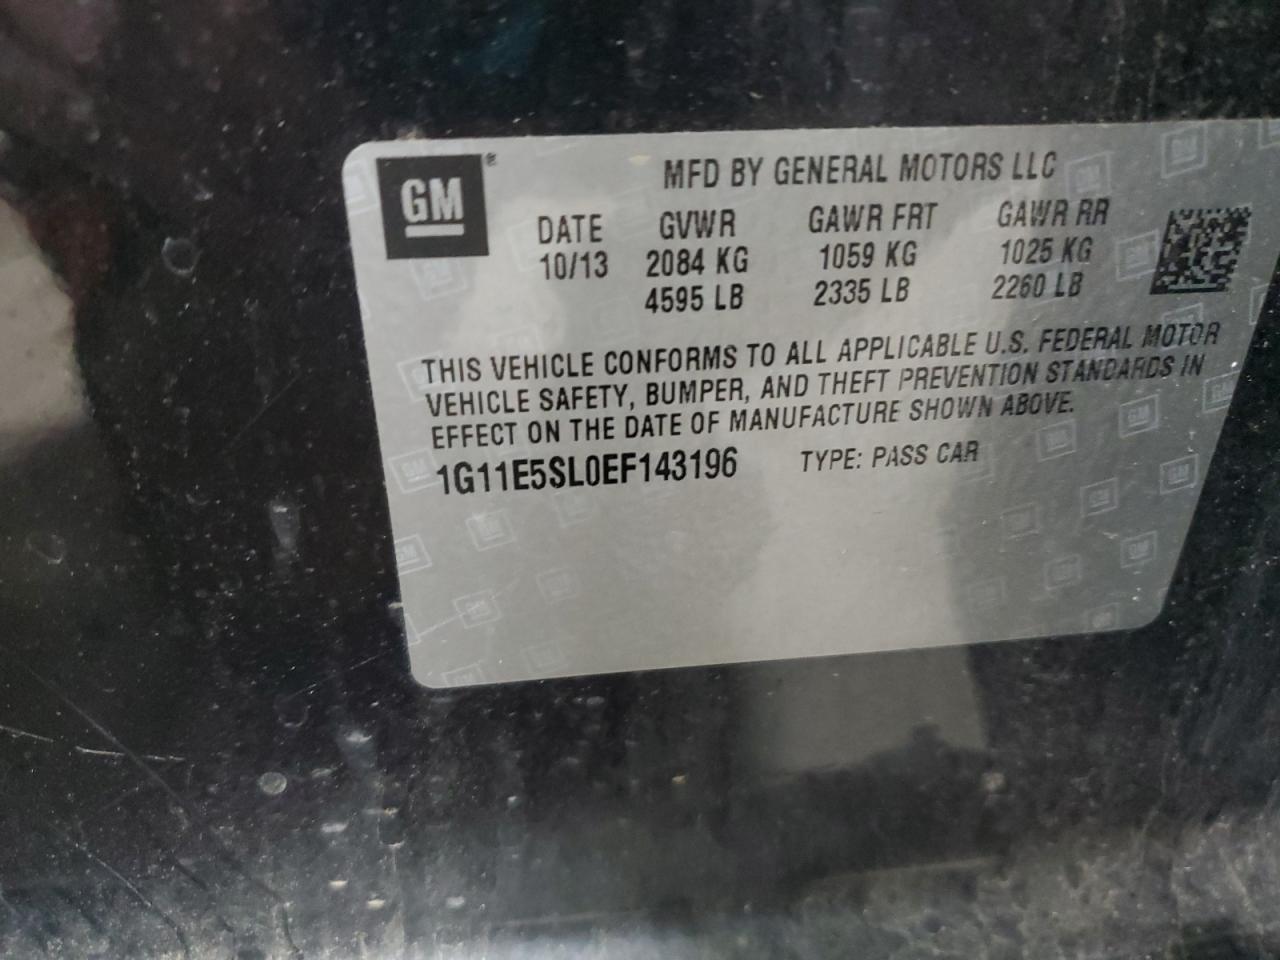 GM®
MFD BY GENERAL MOTORS LLC
DATE GVWR GAWR FRT GAWR RR
10/13 2084 KG 1059 KG 1025 KG
4595 LB 2335 LB 2260 LB
THIS VEHICLE CONFORMS TO ALL APPLICABLE U.S. FEDERAL MOTOR
VEHICLE SAFETY, BUMPER, AND THEFT PREVENTION STANDARDS IN
EFFECT ON THE DATE OF MANUFACTURE SHOWN ABOVE.
1G11E5SL0EF143196 TYPE: PASS CAR